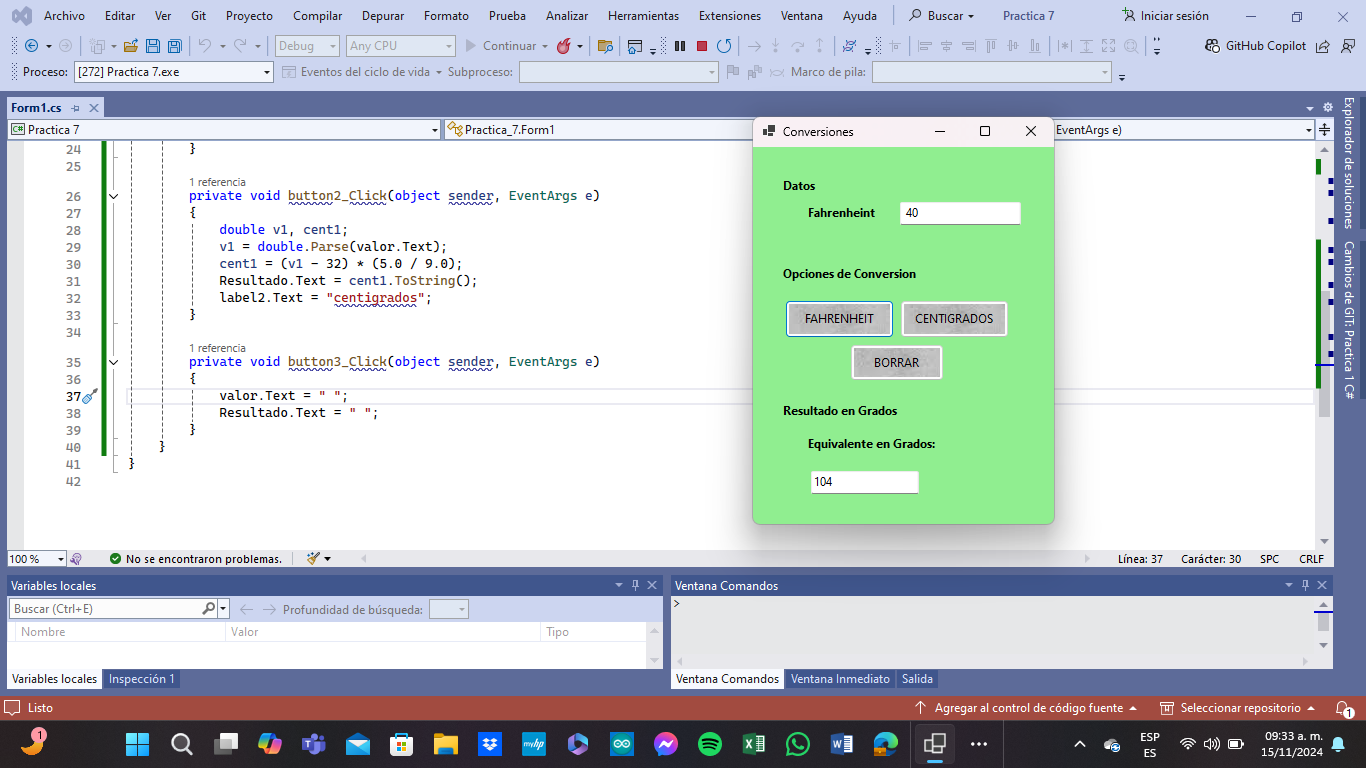 Archivo Editar Ver Git Proyecto Compilar Depurar Formato Prueba Analizar Herramientas Extensiones Ventana Ayuda Buscar Practica 7 Iniciar sesión
Debug Any CPU Continuar GitHub Copilot
Proceso: [272] Practica 7.exe Eventos del ciclo de vida Subproceso: Marco de pila:
Form1.cs
C# Practica 7 Practica_7.Form1 EventArgs e)
24 }
25
1 referencia
26 private void button2_Click(object sender, EventArgs e)
27 {
28 double v1, cent1;
29 v1 = double.Parse(valor.Text);
30 cent1 = (v1 - 32) * (5.0 / 9.0);
31 Resultado.Text = cent1.ToString();
32 label2.Text = "centigrados";
33 }
34
1 referencia
35 private void button3_Click(object sender, EventArgs e)
36 {
37 valor.Text = " ";
38 Resultado.Text = " ";
39 }
40 }
41 }
42
Conversiones
Datos
Fahrenheint 40
Opciones de Conversion
FAHRENHEIT CENTIGRADOS
BORRAR
Resultado en Grados
Equivalente en Grados:
104
Explorador de soluciones
Cambios de GIT: Practica 1 C#
100 % No se encontraron problemas. Línea: 37 Carácter: 30 SPC CRLF
Variables locales
Buscar (Ctrl+E) Profundidad de búsqueda:
Nombre Valor Tipo
Variables locales Inspección 1
Ventana Comandos
>
Ventana Comandos Ventana Inmediato Salida
Listo Agregar al control de código fuente Seleccionar repositorio 1
1 myhp ESP
ES
09:33 a. m.
15/11/2024